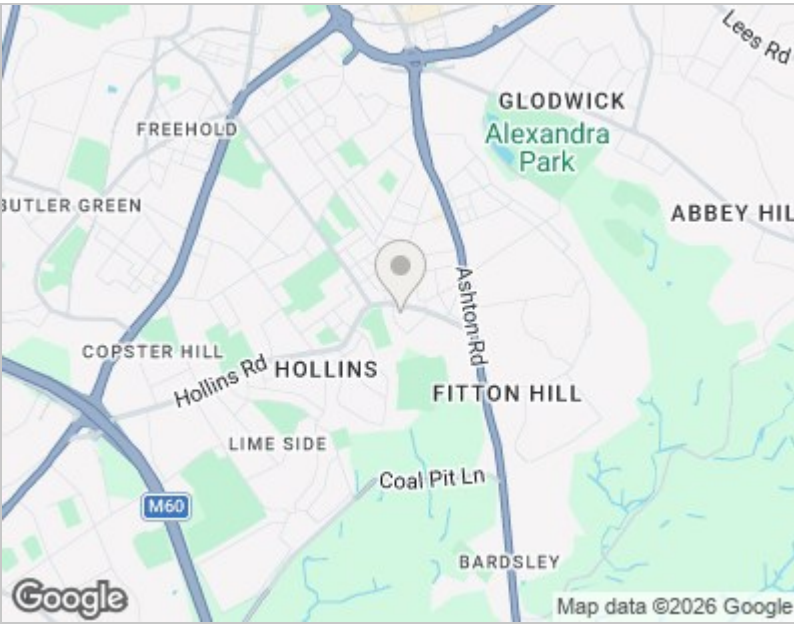 Lees Rd
GLODWICK
FREEHOLD
Alexandra
Park
BUTLER GREEN
ABBEY HIL
Ashton Rd
COPSTER HILL
Hollins Rd
HOLLINS
FITTON HILL
LIME SIDE
Coal Pit Ln
M60
BARDSLEY
Google
Map data ©2026 Google